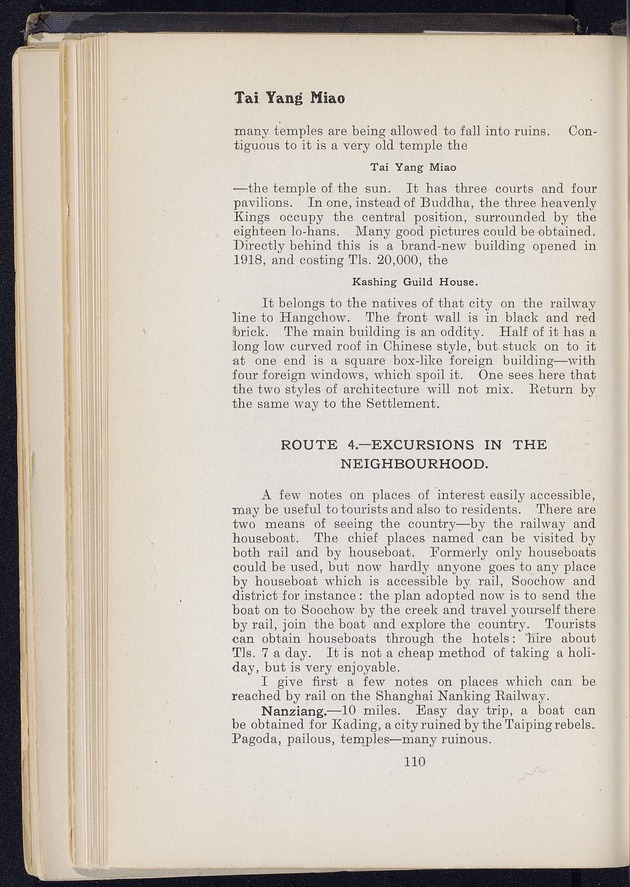 Tai Yang Miao
many temples are being allowed to fall into ruins. Con-
tiguous to it is a very old temple the
Tai Yang Miao
—the temple of the sun. It has three courts and four
pavilions. In one, instead of Buddha, the three heavenly
Kings occupy the central position, surrounded by the
eighteen lo-hans. Many good pictures could be obtained.
Directly behind this is a brand-new building opened in
1918, and costing Tls. 20,000, the
Kashing Guild House.
It belongs to the natives of that city on the railway
line to Hangchow. The front wall is in black and red
brick. The main building is an oddity. Half of it has a
long low curved roof in Chinese style, but stuck on to it
at one end is a square box-like foreign building—with
four foreign windows, which spoil it. One sees here that
the two styles of architecture will not mix. Return by
the same way to the Settlement.
ROUTE 4.—EXCURSIONS IN THE
NEIGHBOURHOOD.
A few notes on places of interest easily accessible,
may be useful to tourists and also to residents. There are
two means of seeing the country—by the railway and
houseboat. The chief places named can be visited by
both rail and by houseboat. Formerly only houseboats
could be used, but now hardly anyone goes to any place
by houseboat which is accessible by rail, Soochow and
district for instance: the plan adopted now is to send the
boat on to Soochow by the creek and travel yourself there
by rail, join the boat and explore the country. Tourists
can obtain houseboats through the hotels: hire about
Tls. 7 a day. It is not a cheap method of taking a holi-
day, but is very enjoyable.
I give first a few notes on places which can be
reached by rail on the Shanghai Nanking Railway.
Nanziang.—10 miles. Easy day trip, a boat can
be obtained for Kading, a city ruined by the Taiping rebels.
Pagoda, pailous, temples—many ruinous.
110